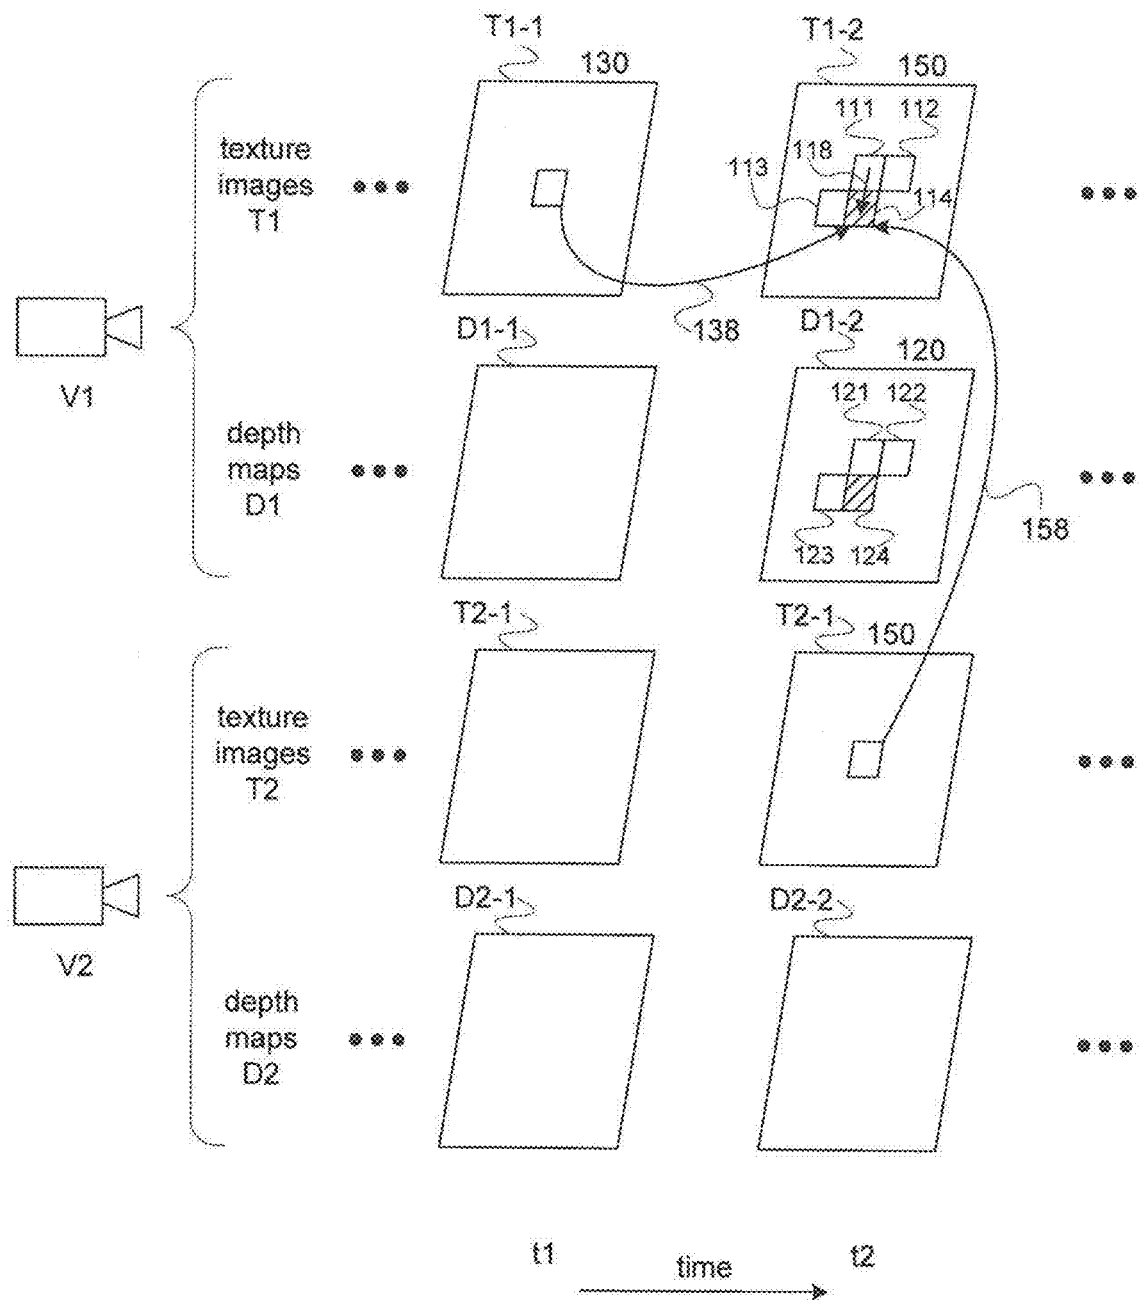 T1-1
130
T1-2
150
111
112
113
118
114
texture
images
T1
138
V1
D1-1
D1-2
120
121
122
depth
maps
D1
123
124
158
T2-1
T2-1
150
texture
images
T2
V2
D2-1
D2-2
depth
maps
D2
t1
time
t2